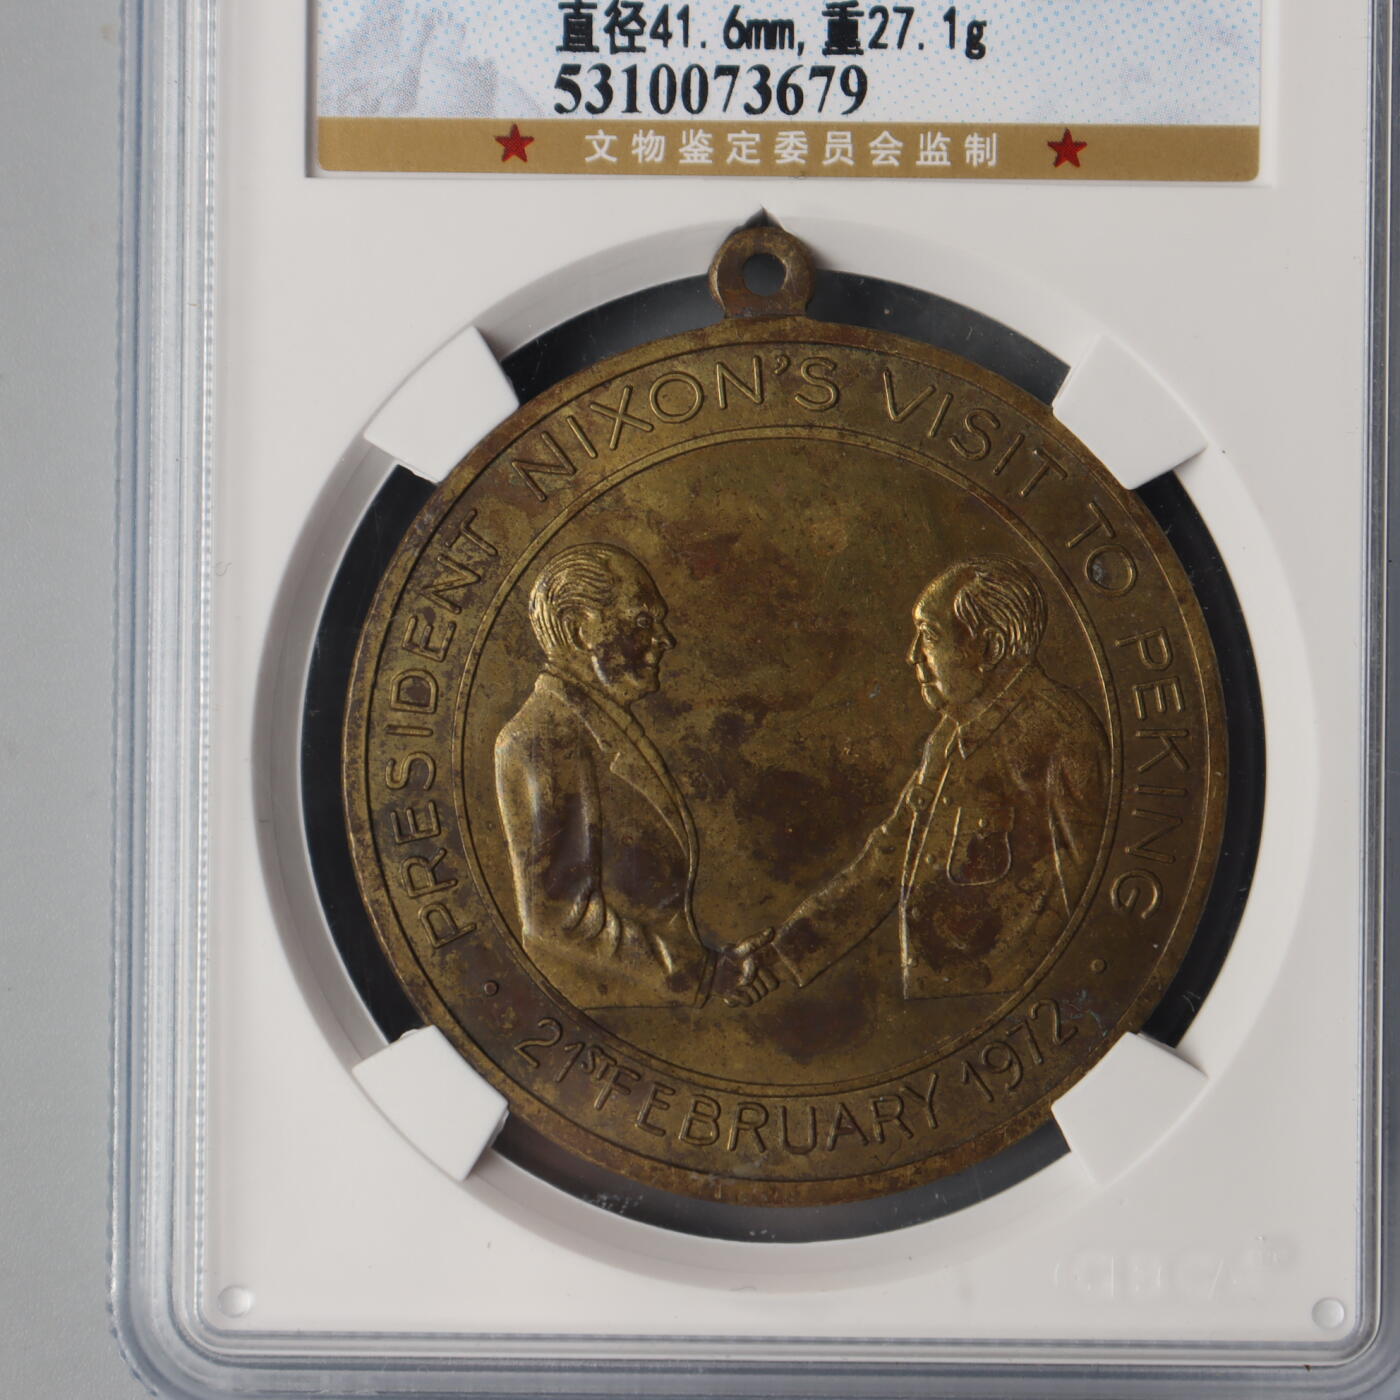 直径41.6mm,重27.1g
5310073679
★ 文物鉴定委员会监制 ★
PRESIDENT NIXON'S VISIT TO PEKING
· 21ST FEBRUARY 1972 ·